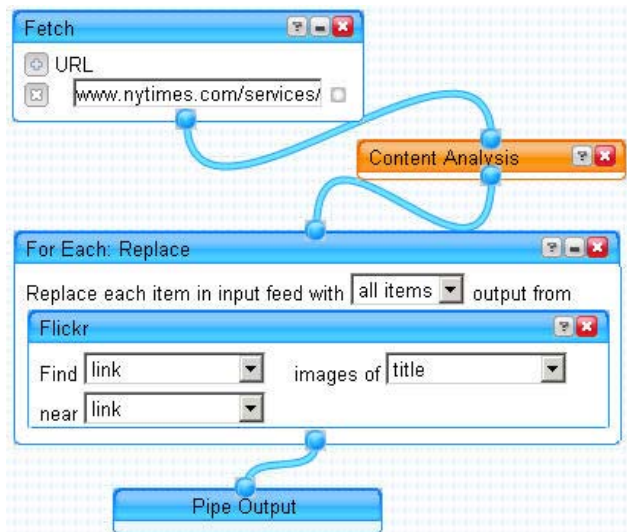 Fetch
URL
www.nytimes.com/services/
Content Analysis
For Each: Replace
Replace each item in input feed with all items output from
Flickr
Find link images of title
near link
Pipe Output